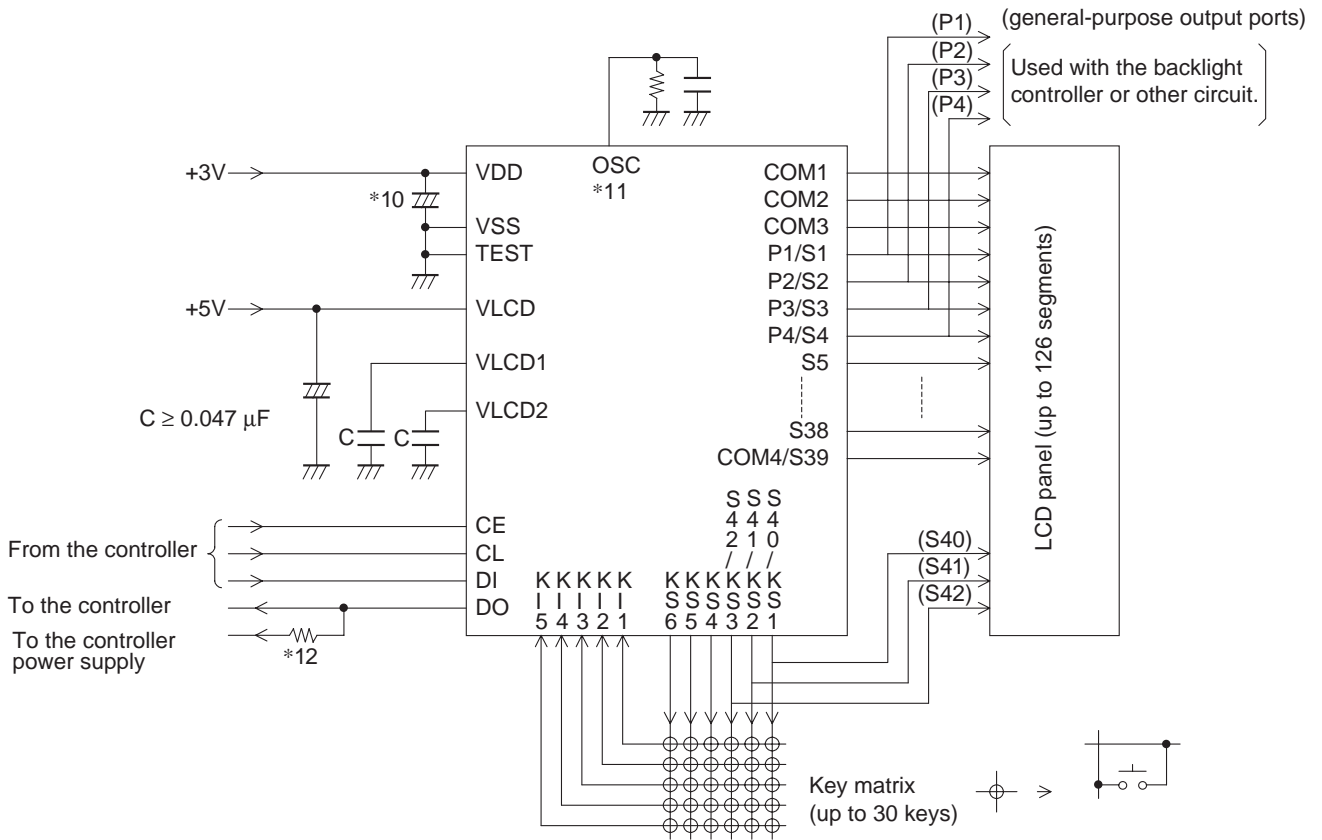 (P1)
(general-purpose output ports)
(P2)
(P3)
(P4)
Used with the backlight
controller or other circuit.
OSC
*11
+3V
VDD
*10
VSS
TEST
+5V
VLCD
VLCD1
VLCD2
C ≥ 0.047 μF
C
C
COM1
COM2
COM3
P1/S1
P2/S2
P3/S3
P4/S4
S5
S38
COM4/S39
LCD panel (up to 126 segments)
From the controller
CE
CL
DI
DO
To the controller
To the controller
power supply
*12
KI5
KI4
KI3
KI2
KI1
KS6
KS5
KS4
S42/KS3
S41/KS2
S40/KS1
(S40)
(S41)
(S42)
Key matrix
(up to 30 keys)